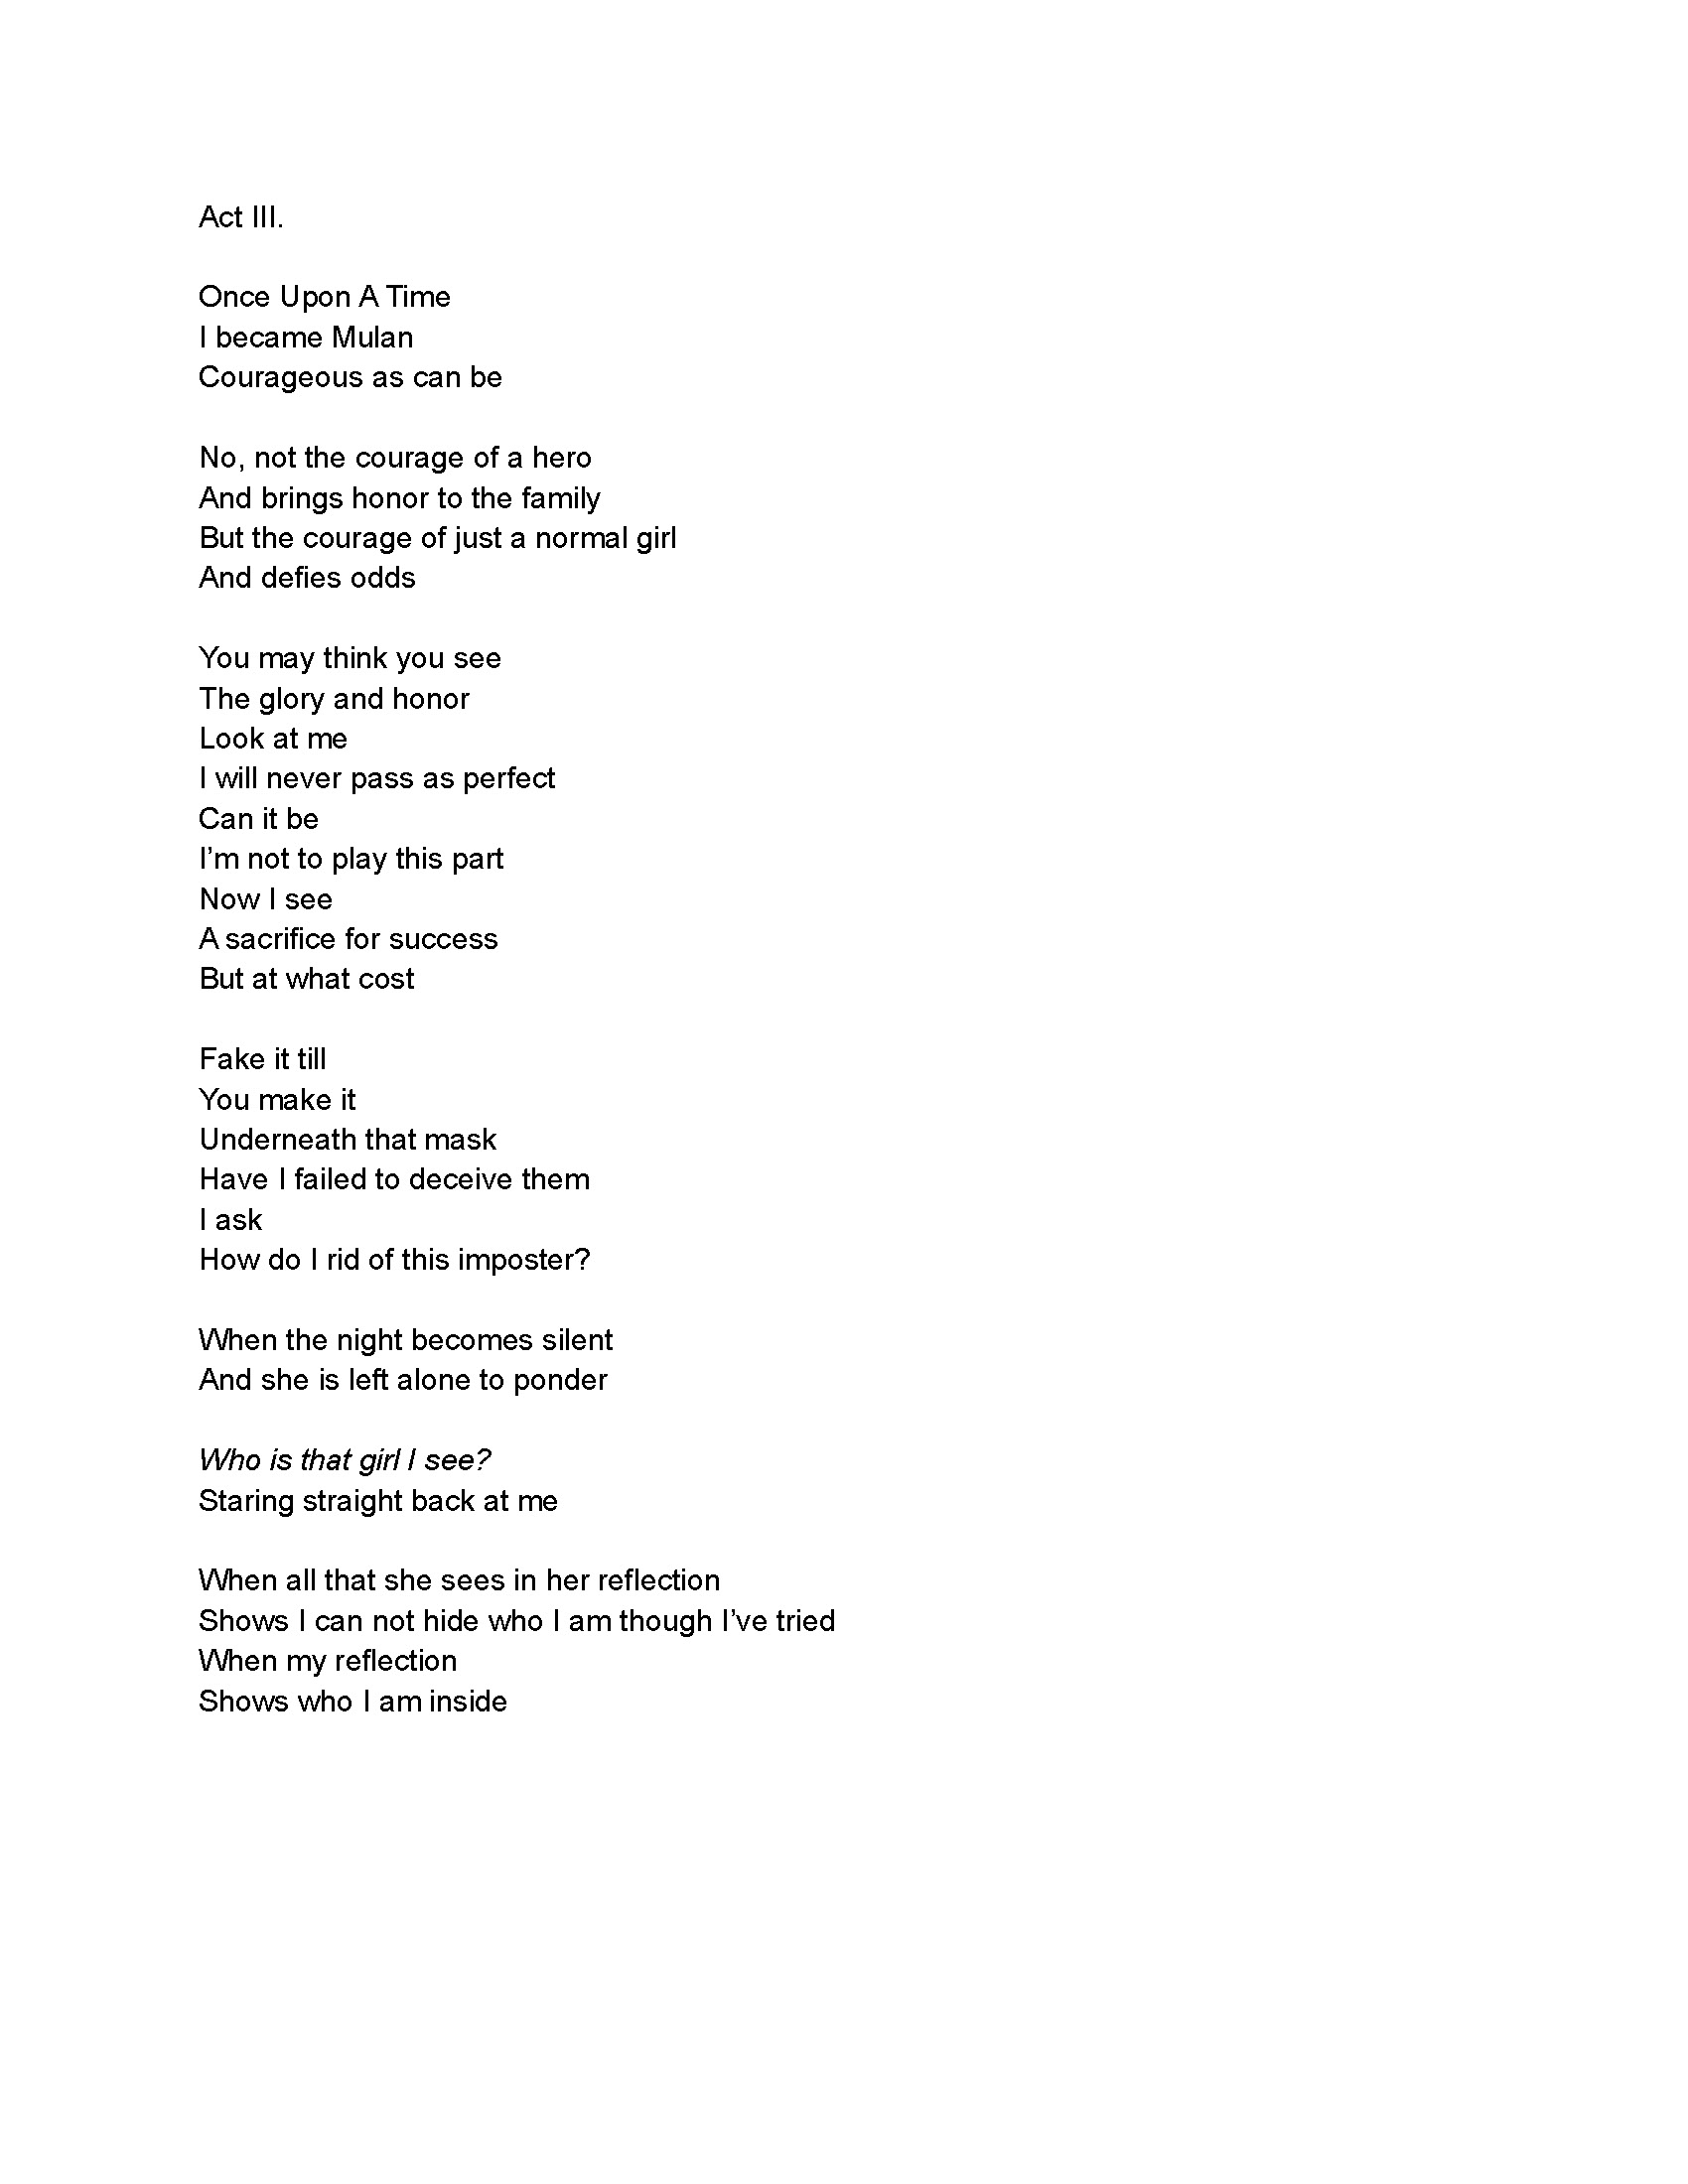 Act III.
Once Upon A Time
I became Mulan
Courageous as can be
No, not the courage of a hero
And brings honor to the family
But the courage of just a normal girl
And defies odds
You may think you see
The glory and honor
Look at me
I will never pass as perfect
Can it be
I'm not to play this part
Now I see
A sacrifice for success
But at what cost
Fake it till
You make it
Underneath that mask
Have I failed to deceive them
I ask
How do I rid of this imposter?
When the night becomes silent
And she is left alone to ponder
Who is that girl I see?
Staring straight back at me
When all that she sees in her reflection
Shows I can not hide who I am though I've tried
When my reflection
Shows who I am inside